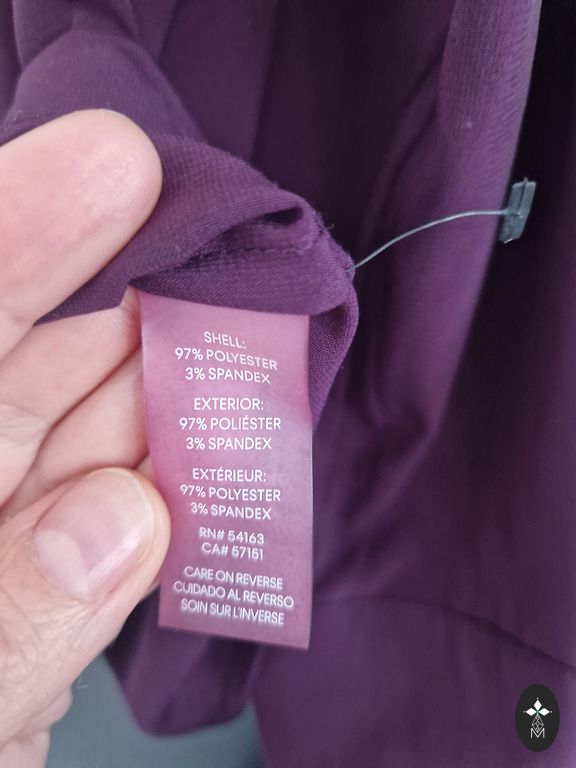 SHELL:
97% POLYESTER
3% SPANDEX
EXTERIOR:
97% POLIÉSTER
3% SPANDEX
EXTÉRIEUR:
97% POLYESTER
3% SPANDEX
RN# 54163
CA# 57151
CARE ON REVERSE
CUIDADO AL REVERSO
SOIN SUR L'INVERSE
M